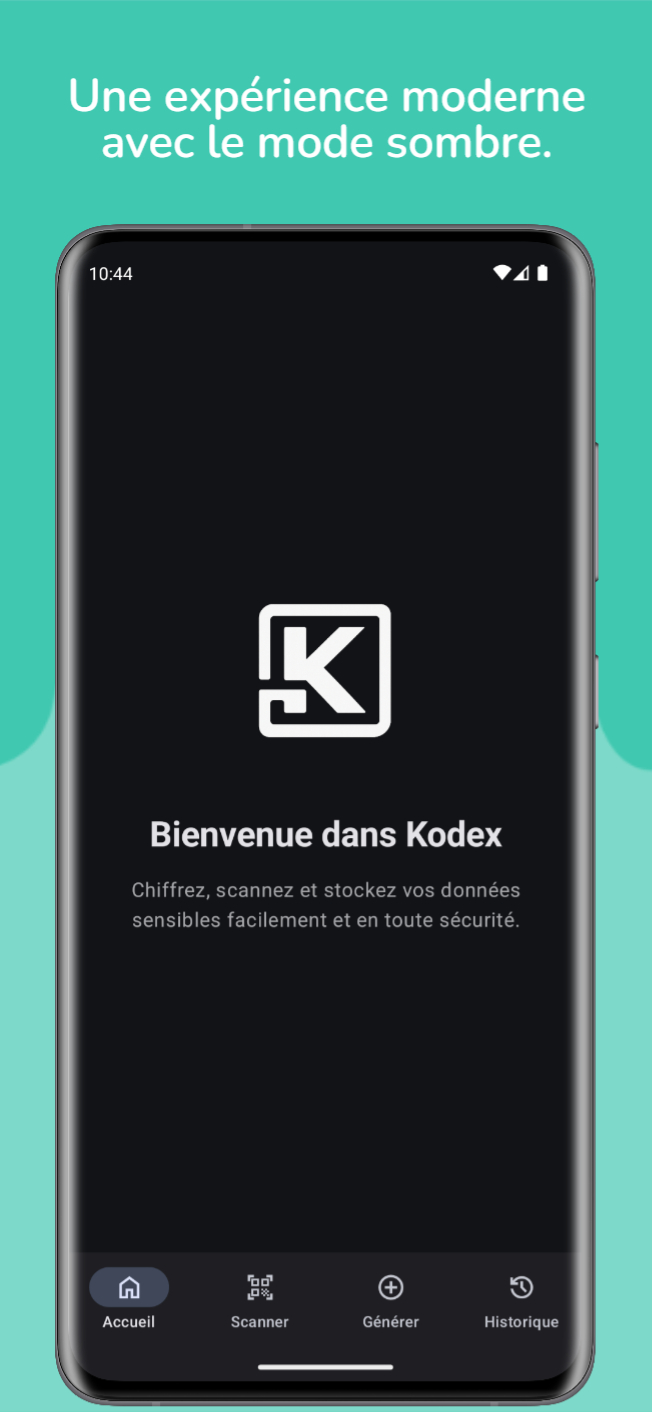 Une expérience moderne
avec le mode sombre.
10:44
K
Bienvenue dans Kodex
Chiffrez, scannez et stockez vos données
sensibles facilement et en toute sécurité.
Accueil
Scanner
Générer
Historique